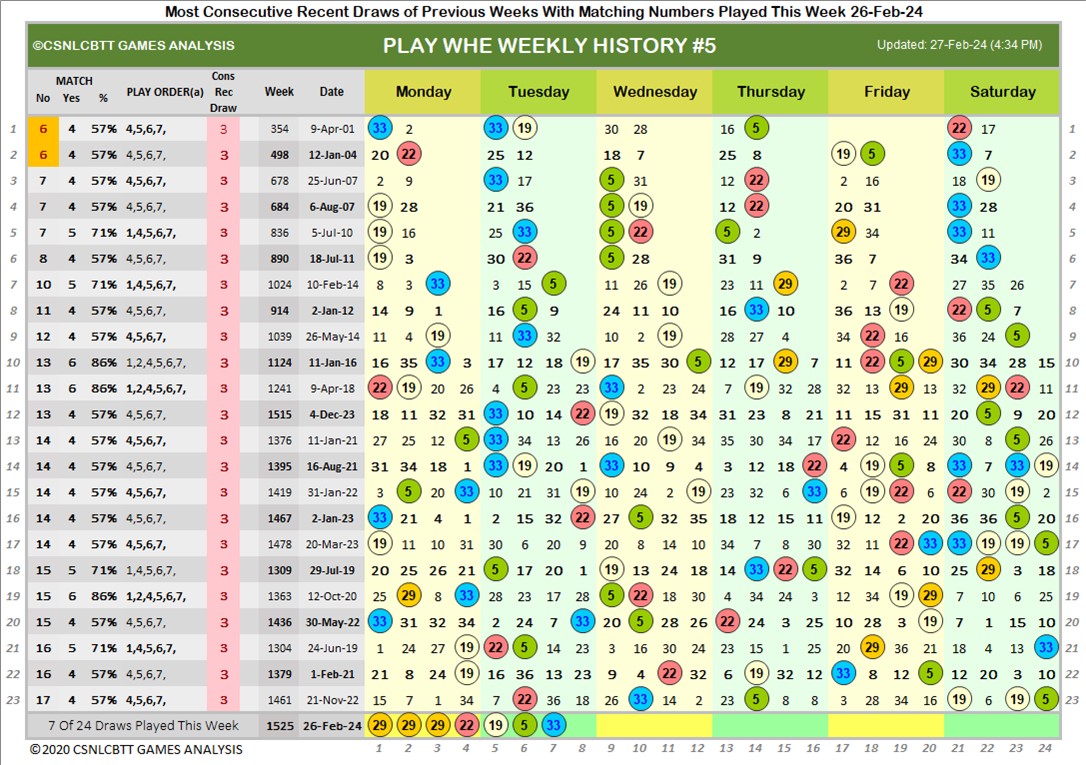 Most Consecutive Recent Draws of Previous Weeks With Matching Numbers Played This Week 26-Feb-24
©CSNLCBTT GAMES ANALYSIS PLAY WHE WEEKLY HISTORY #5 Updated: 27-Feb-24 (4:34 PM)
MATCH Cons
No Yes % PLAY ORDER(a) Rec Week Date Monday Tuesday Wednesday Thursday Friday Saturday
Draw
1 6 4 57% 4,5,6,7, 3 354 9-Apr-01 33 2 33 19 30 28 16 5 22 17 1
2 6 4 57% 4,5,6,7, 3 498 12-Jan-04 20 22 25 12 18 7 25 8 19 5 33 7 2
3 7 4 57% 4,5,6,7, 3 678 25-Jun-07 2 9 33 17 5 31 12 22 2 16 18 19 3
4 7 4 57% 4,5,6,7, 3 684 6-Aug-07 19 28 21 36 5 19 12 22 20 31 33 28 4
5 7 5 71% 1,4,5,6,7, 3 836 5-Jul-10 19 16 25 33 5 22 5 2 29 34 33 11 5
6 8 4 57% 4,5,6,7, 3 890 18-Jul-11 19 3 30 22 5 28 31 9 36 7 34 33 6
7 10 5 71% 1,4,5,6,7, 3 1024 10-Feb-14 8 3 33 3 15 5 11 26 19 23 11 29 2 7 22 27 35 26 7
8 11 4 57% 4,5,6,7, 3 914 2-Jan-12 14 9 1 16 5 9 24 11 10 16 33 10 36 8 19 22 5 8 8
9 12 4 57% 4,5,6,7, 3 1039 26-May-14 11 4 19 11 33 32 10 2 19 28 27 4 34 22 16 36 24 5 9
10 13 6 86% 1,2,4,5,6,7, 3 1124 11-Jan-16 16 35 33 3 17 12 18 19 17 35 30 5 12 17 29 7 11 22 5 29 30 34 28 15 10
11 13 6 86% 1,2,4,5,6,7, 3 1241 9-Apr-18 22 19 20 26 4 5 23 23 33 2 23 24 7 19 32 28 32 13 29 13 32 29 22 11 11
12 13 4 57% 4,5,6,7, 3 1515 4-Dec-23 18 11 32 31 33 10 14 22 19 32 18 34 31 23 8 21 11 15 31 11 20 5 9 20 12
13 14 4 57% 4,5,6,7, 3 1376 11-Jan-21 27 25 12 5 33 34 13 26 16 20 19 34 35 30 34 17 22 12 16 24 30 8 5 26 13
14 14 4 57% 4,5,6,7, 3 1395 16-Aug-21 31 34 18 1 33 19 20 1 33 10 9 4 3 12 18 22 4 19 5 8 33 7 33 19 14
15 14 4 57% 4,5,6,7, 3 1419 31-Jan-22 3 5 20 33 10 21 31 19 10 24 2 19 23 32 6 33 6 19 22 6 22 30 19 2 15
16 14 4 57% 4,5,6,7, 3 1467 2-Jan-23 33 21 4 1 2 15 32 22 27 5 32 35 18 12 15 11 19 12 2 20 36 36 5 20 16
17 14 4 57% 4,5,6,7, 3 1478 20-Mar-23 19 11 10 31 30 6 20 9 20 8 14 10 34 7 8 30 32 11 22 33 33 19 19 5 17
18 15 5 71% 1,4,5,6,7, 3 1309 29-Jul-19 20 25 26 21 5 17 20 1 19 13 24 18 14 33 22 5 32 14 6 10 25 29 3 18 18
19 15 6 86% 1,2,4,5,6,7, 3 1363 12-Oct-20 25 29 8 33 28 23 17 28 5 22 18 30 4 34 24 3 12 34 19 29 7 10 6 25 19
20 15 4 57% 4,5,6,7, 3 1436 30-May-22 33 31 32 34 2 24 7 33 20 5 28 26 22 14 3 25 10 28 3 19 7 1 15 10 20
21 16 5 71% 1,4,5,6,7, 3 1304 24-Jun-19 1 24 27 19 22 5 29 23 3 16 30 24 23 15 1 25 20 29 36 21 18 4 13 33 21
22 16 4 57% 4,5,6,7, 3 1379 1-Feb-21 21 8 24 19 16 36 13 23 9 4 22 32 6 19 32 12 33 8 12 5 12 20 3 10 22
23 17 4 57% 4,5,6,7, 3 1461 21-Nov-22 15 7 1 34 7 22 36 18 26 33 14 2 23 5 8 8 3 28 34 16 19 6 19 5 23
7 Of 24 Draws Played This Week 1525 26-Feb-24 29 29 29 22 19 5 33
© 2020 CSNLCBTT GAMES ANALYSIS 1 2 3 4 5 6 7 8 9 10 11 12 13 14 15 16 17 18 19 20 21 22 23 24